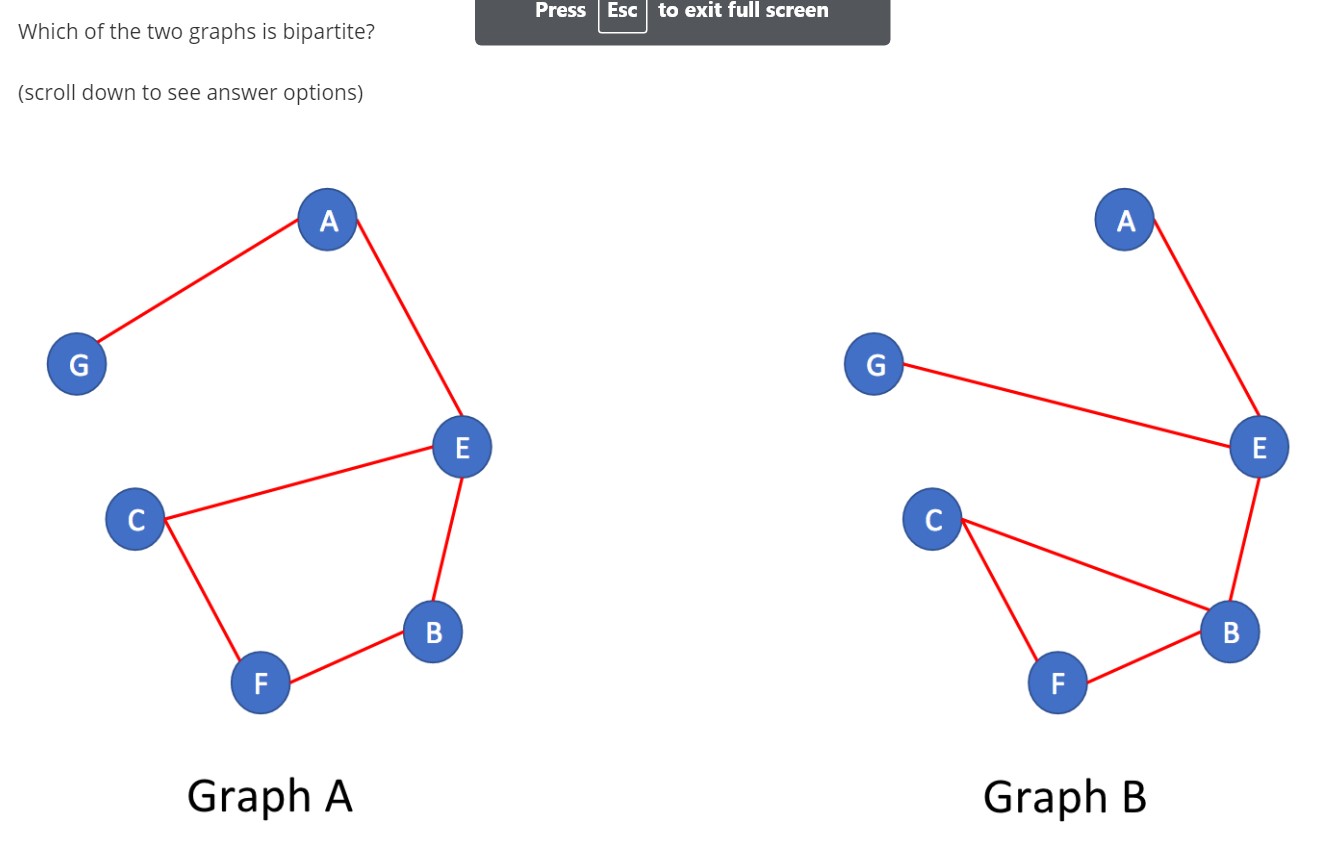 Press Esc to exit full screen
Which of the two graphs is bipartite?
(scroll down to see answer options)
A
A
G
G
E
E
C
C
B
B
F
F
Graph A
Graph B